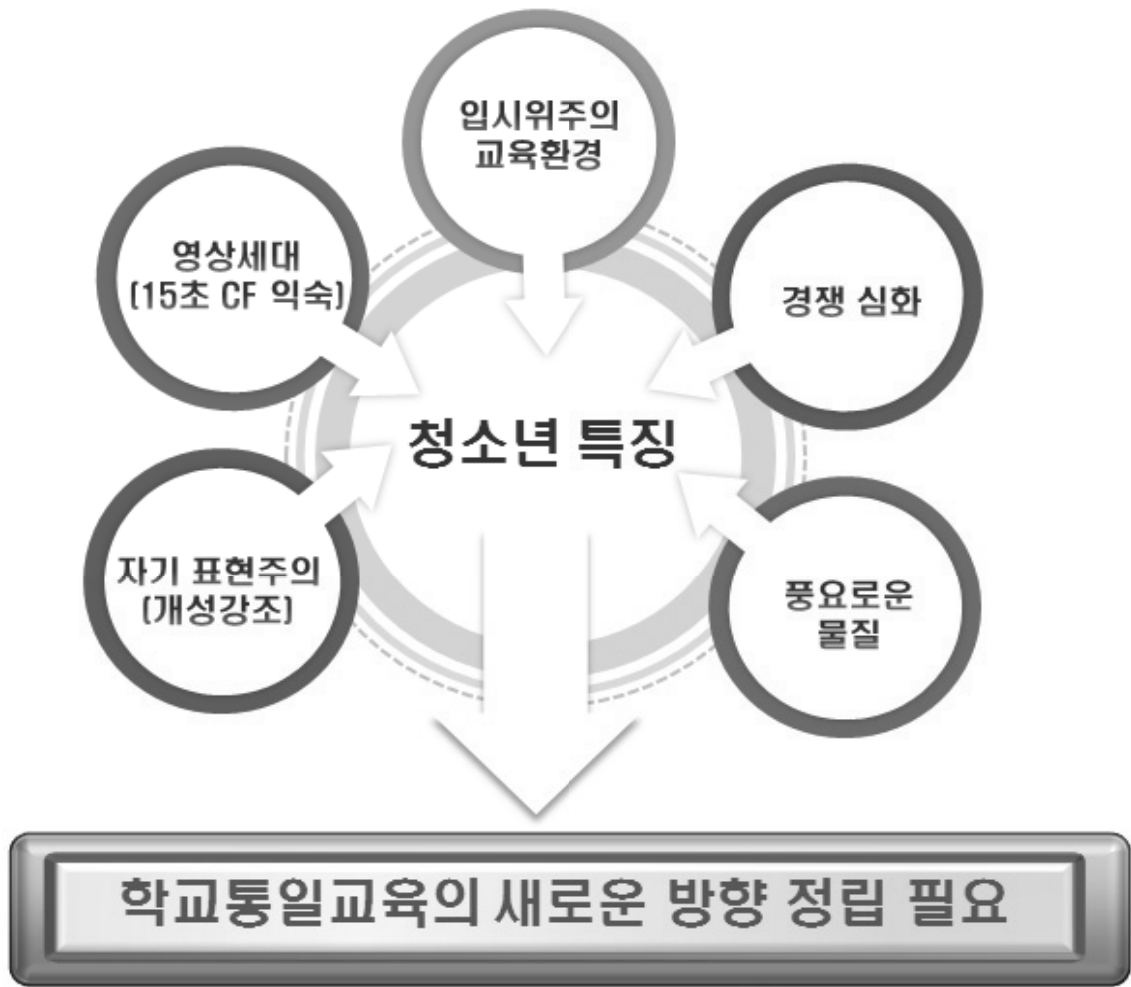 입시위주의
교육환경
영상세대
(15초 CF 익숙)
경쟁 심화
청소년 특징
자기 표현주의
(개성강조)
풍요로운
물질
학교통일교육의 새로운 방향 정립 필요